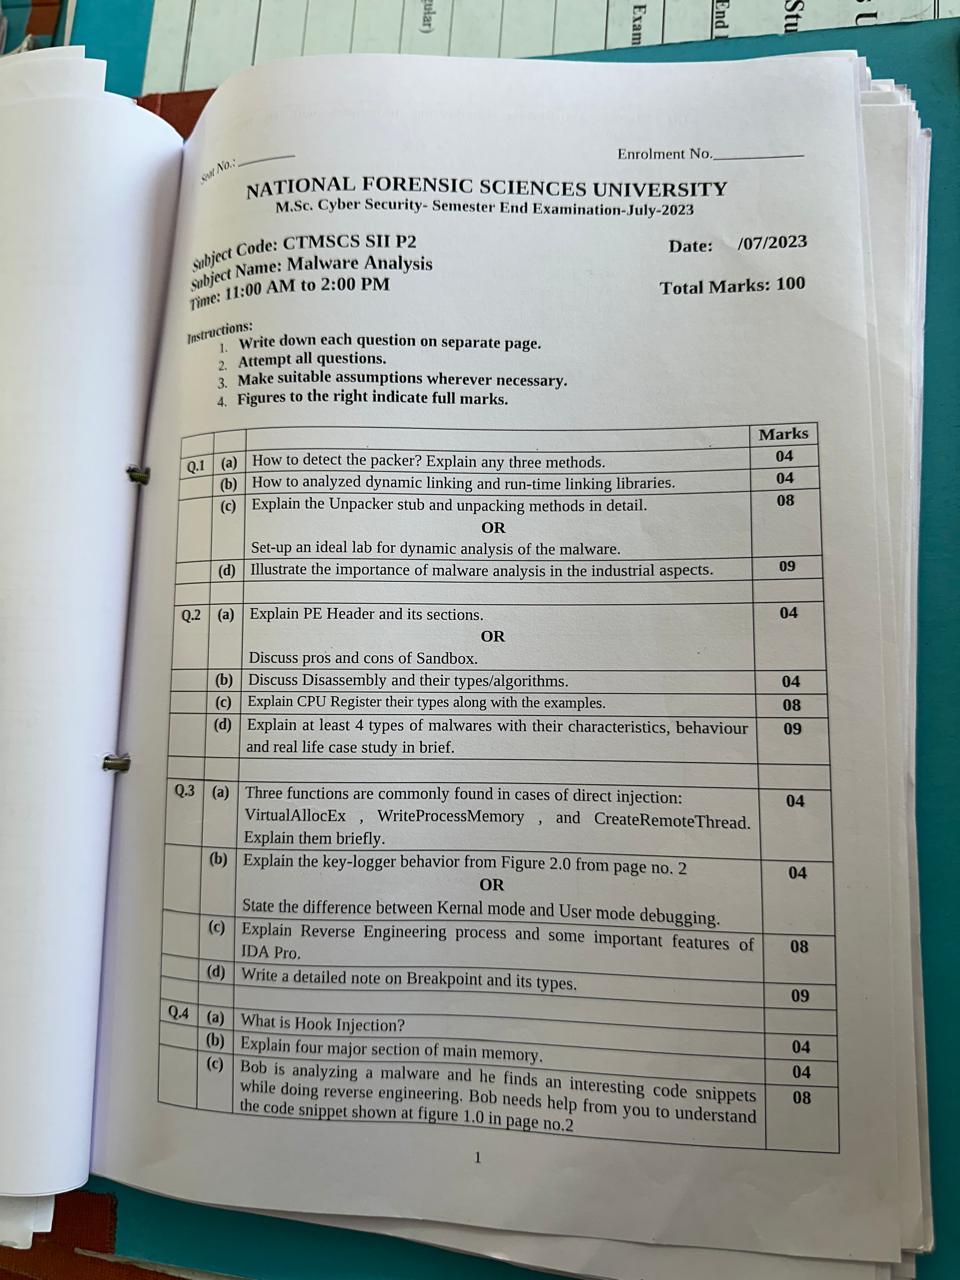 gular)
Exam
End
Stu
Seat No.:
Enrolment No.
NATIONAL FORENSIC SCIENCES UNIVERSITY
M.Sc. Cyber Security- Semester End Examination-July-2023
Subject Code: CTMSCS SII P2
Date: /07/2023
Subject Name: Malware Analysis
Time: 11:00 AM to 2:00 PM
Total Marks: 100
Instructions:
1. Write down each question on separate page.
2. Attempt all questions.
3. Make suitable assumptions wherever necessary.
4. Figures to the right indicate full marks.
Marks
Q.1 (a) How to detect the packer? Explain any three methods. 04
(b) How to analyzed dynamic linking and run-time linking libraries. 04
(c) Explain the Unpacker stub and unpacking methods in detail. 08
OR
Set-up an ideal lab for dynamic analysis of the malware.
(d) Illustrate the importance of malware analysis in the industrial aspects. 09
Q.2 (a) Explain PE Header and its sections. 04
OR
Discuss pros and cons of Sandbox.
(b) Discuss Disassembly and their types/algorithms. 04
(c) Explain CPU Register their types along with the examples. 08
(d) Explain at least 4 types of malwares with their characteristics, behaviour 09
and real life case study in brief.
Q.3 (a) Three functions are commonly found in cases of direct injection: 04
VirtualAllocEx , WriteProcessMemory , and CreateRemoteThread.
Explain them briefly.
(b) Explain the key-logger behavior from Figure 2.0 from page no. 2 04
OR
State the difference between Kernal mode and User mode debugging.
(c) Explain Reverse Engineering process and some important features of 08
IDA Pro.
(d) Write a detailed note on Breakpoint and its types. 09
Q.4 (a) What is Hook Injection? 04
(b) Explain four major section of main memory. 04
(c) Bob is analyzing a malware and he finds an interesting code snippets 08
while doing reverse engineering. Bob needs help from you to understand
the code snippet shown at figure 1.0 in page no.2
1